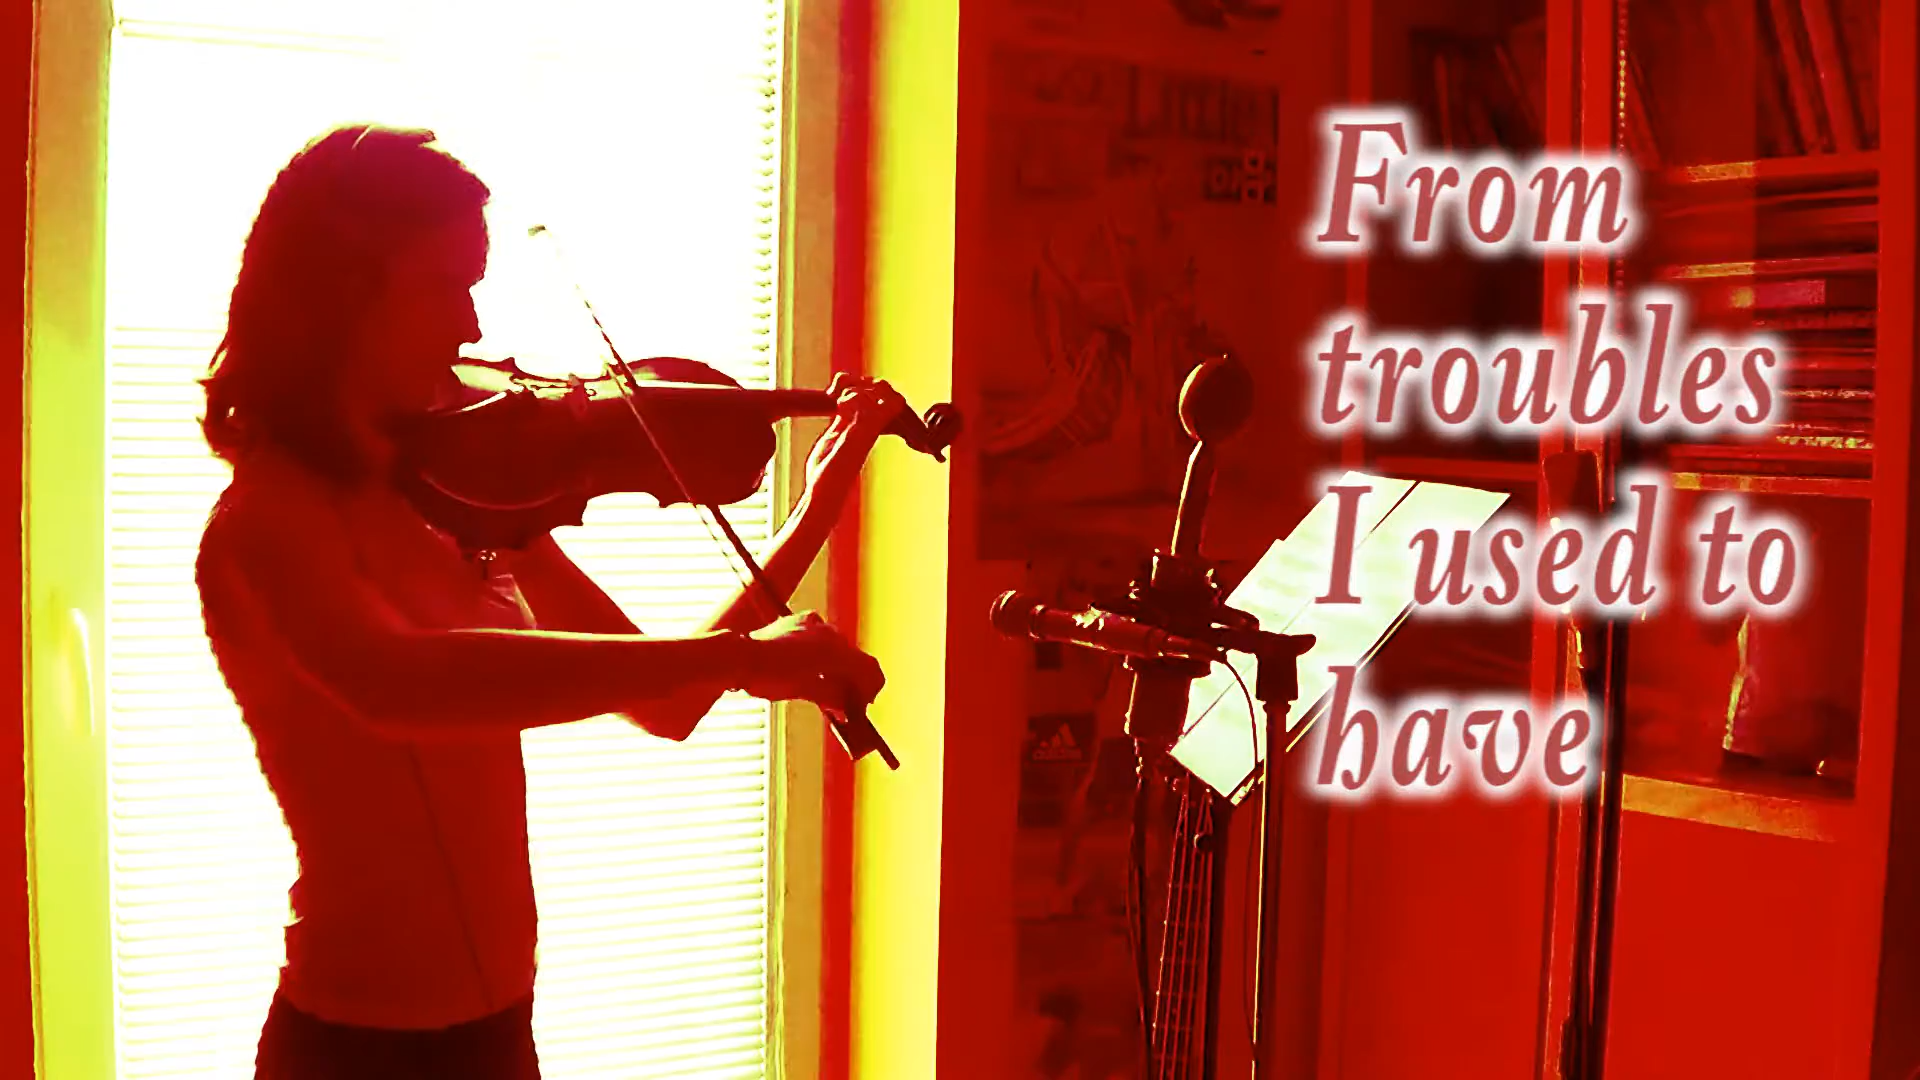 From
troubles
I used to
have